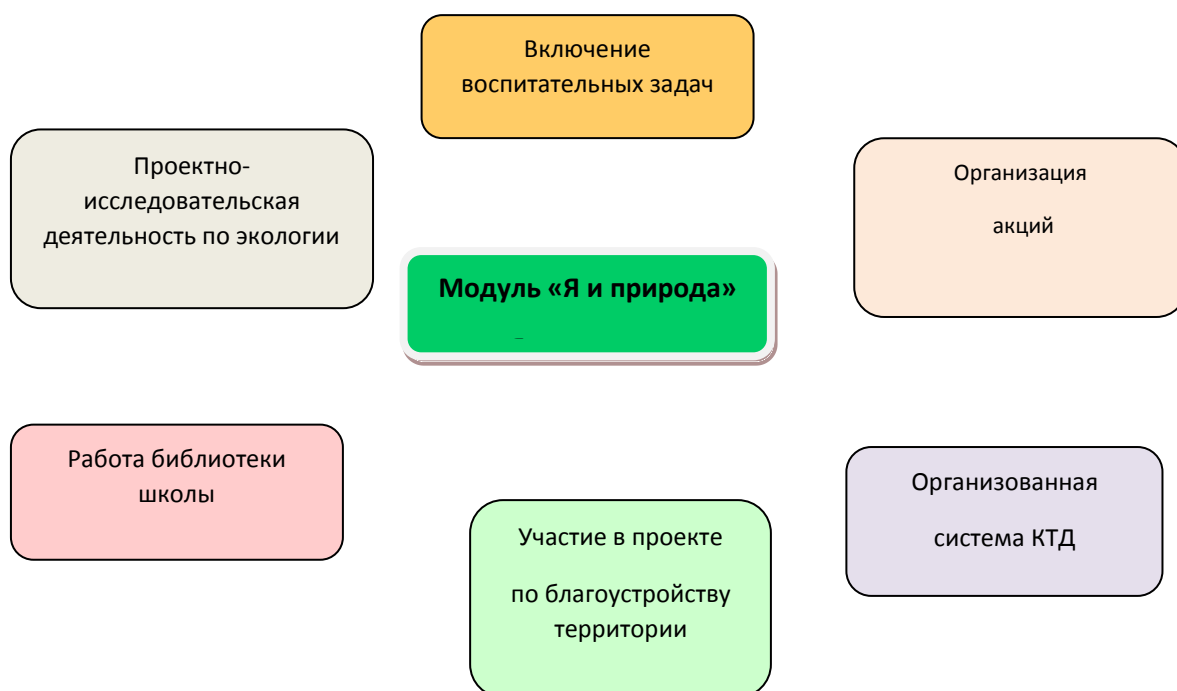 Включение
воспитательных задач
Проектно-
исследовательская
деятельность по экологии
Организация
акций
Модуль «Я и природа»
Работа библиотеки
школы
Организованная
система КТД
Участие в проекте
по благоустройству
территории